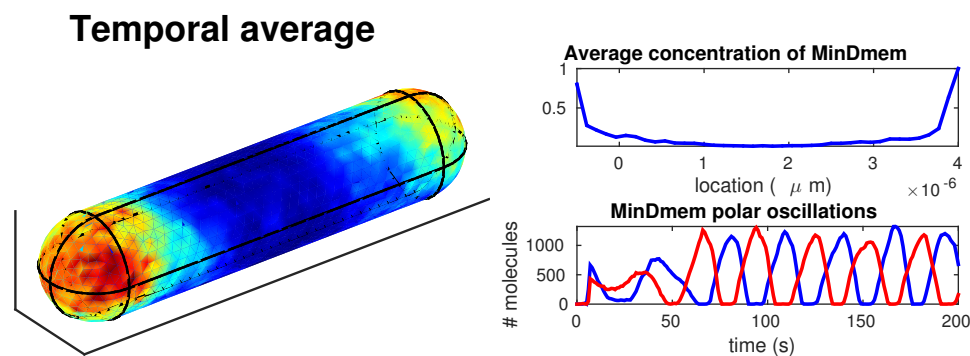 Temporal average
Average concentration of MinDmem
1
0.5
0 1 2 3 4
location ( μ m)
×10⁻⁶
MinDmem polar oscillations
# molecules
1000
500
0
0 50 100 150 200
time (s)